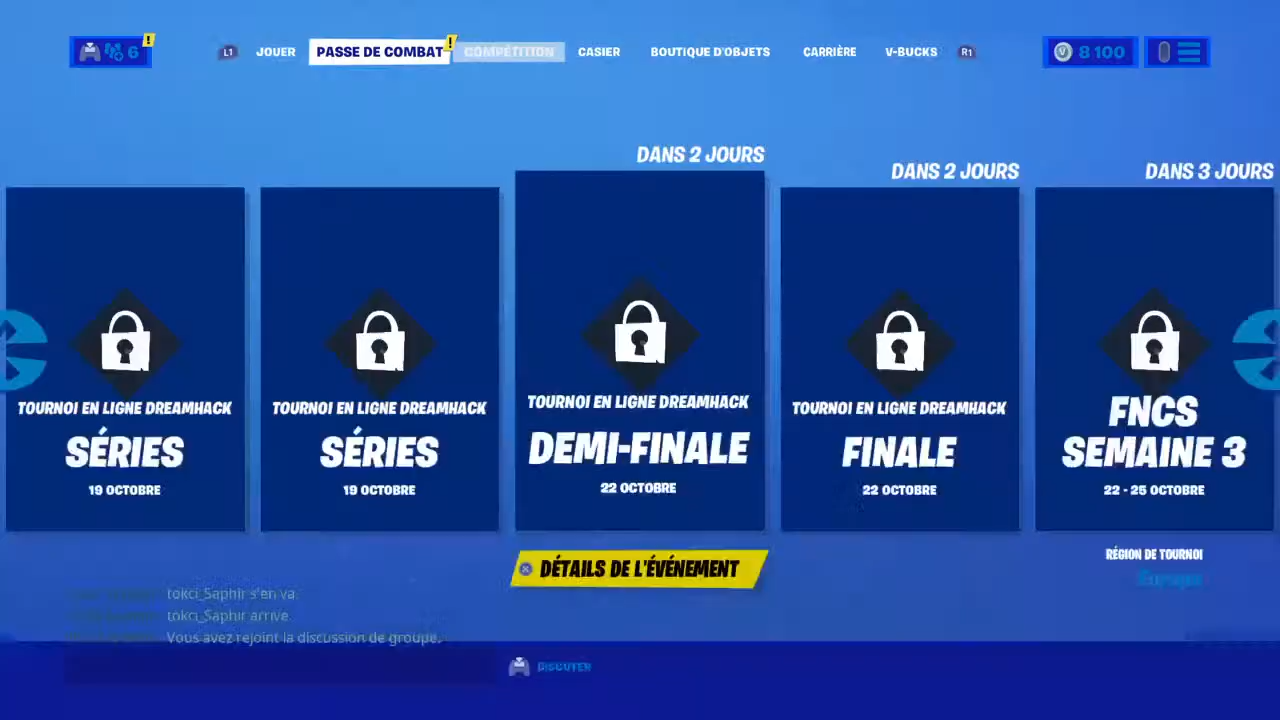 6
L1
JOUER
PASSE DE COMBAT
COMPÉTITION
CASIER
BOUTIQUE D'OBJETS
CARRIÈRE
V-BUCKS
R1
8 100
DANS 2 JOURS
DANS 2 JOURS
DANS 3 JOURS
TOURNOI EN LIGNE DREAMHACK
SÉRIES
19 OCTOBRE
TOURNOI EN LIGNE DREAMHACK
SÉRIES
19 OCTOBRE
TOURNOI EN LIGNE DREAMHACK
DEMI-FINALE
22 OCTOBRE
TOURNOI EN LIGNE DREAMHACK
FINALE
22 OCTOBRE
FNCS
SEMAINE 3
22 - 25 OCTOBRE
DÉTAILS DE L'ÉVÉNEMENT
RÉGION DE TOURNOI
Europe
tokci_Saphir s'en va.
tokci_Saphir arrive.
Vous avez rejoint la discussion de groupe.
DISCUTER